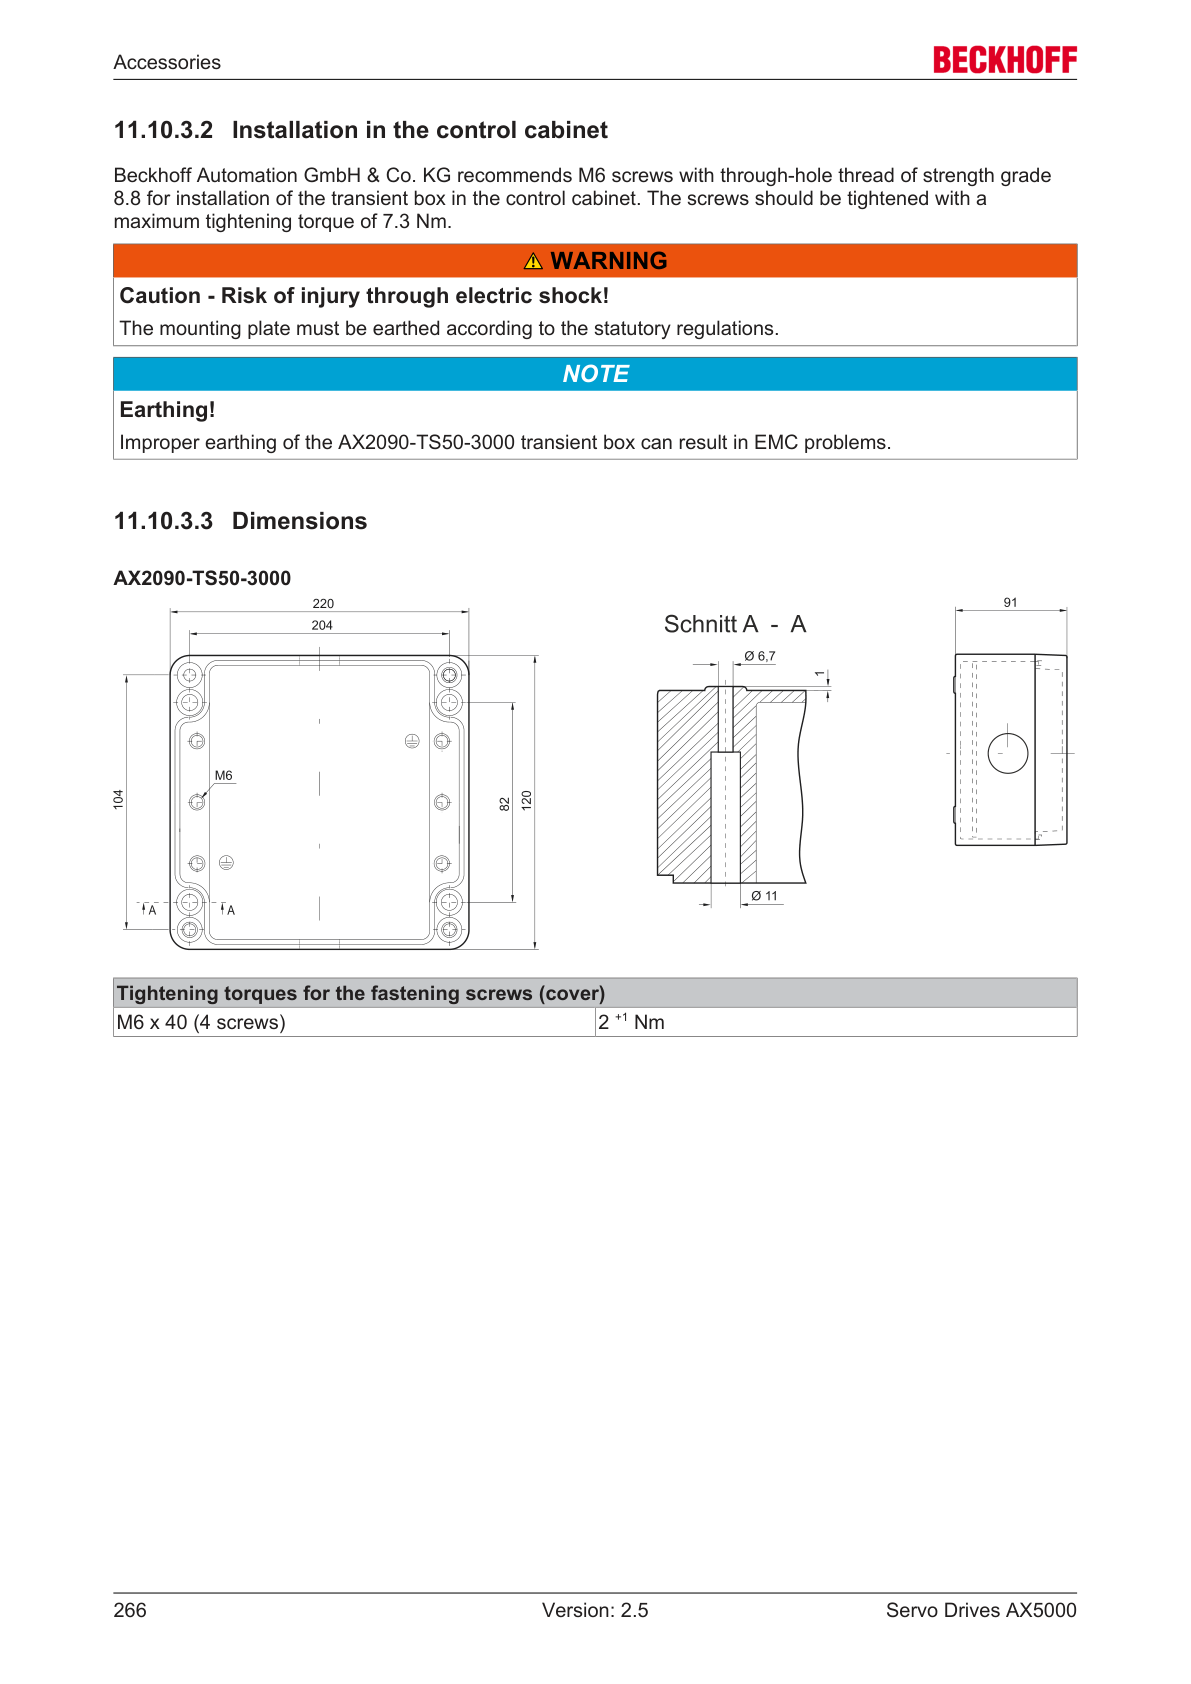 Accessories
BECKHOFF
11.10.3.2 Installation in the control cabinet
Beckhoff Automation GmbH & Co. KG recommends M6 screws with through-hole thread of strength grade
8.8 for installation of the transient box in the control cabinet. The screws should be tightened with a
maximum tightening torque of 7.3 Nm.
WARNING
Caution - Risk of injury through electric shock!
The mounting plate must be earthed according to the statutory regulations.
NOTE
Earthing!
Improper earthing of the AX2090-TS50-3000 transient box can result in EMC problems.
11.10.3.3 Dimensions
AX2090-TS50-3000
220
204
M6
104
82
120
A
A
Schnitt A - A
Ø 6,7
1
Ø 11
91
Tightening torques for the fastening screws (cover)
M6 x 40 (4 screws) 2 +1 Nm
266 Version: 2.5 Servo Drives AX5000